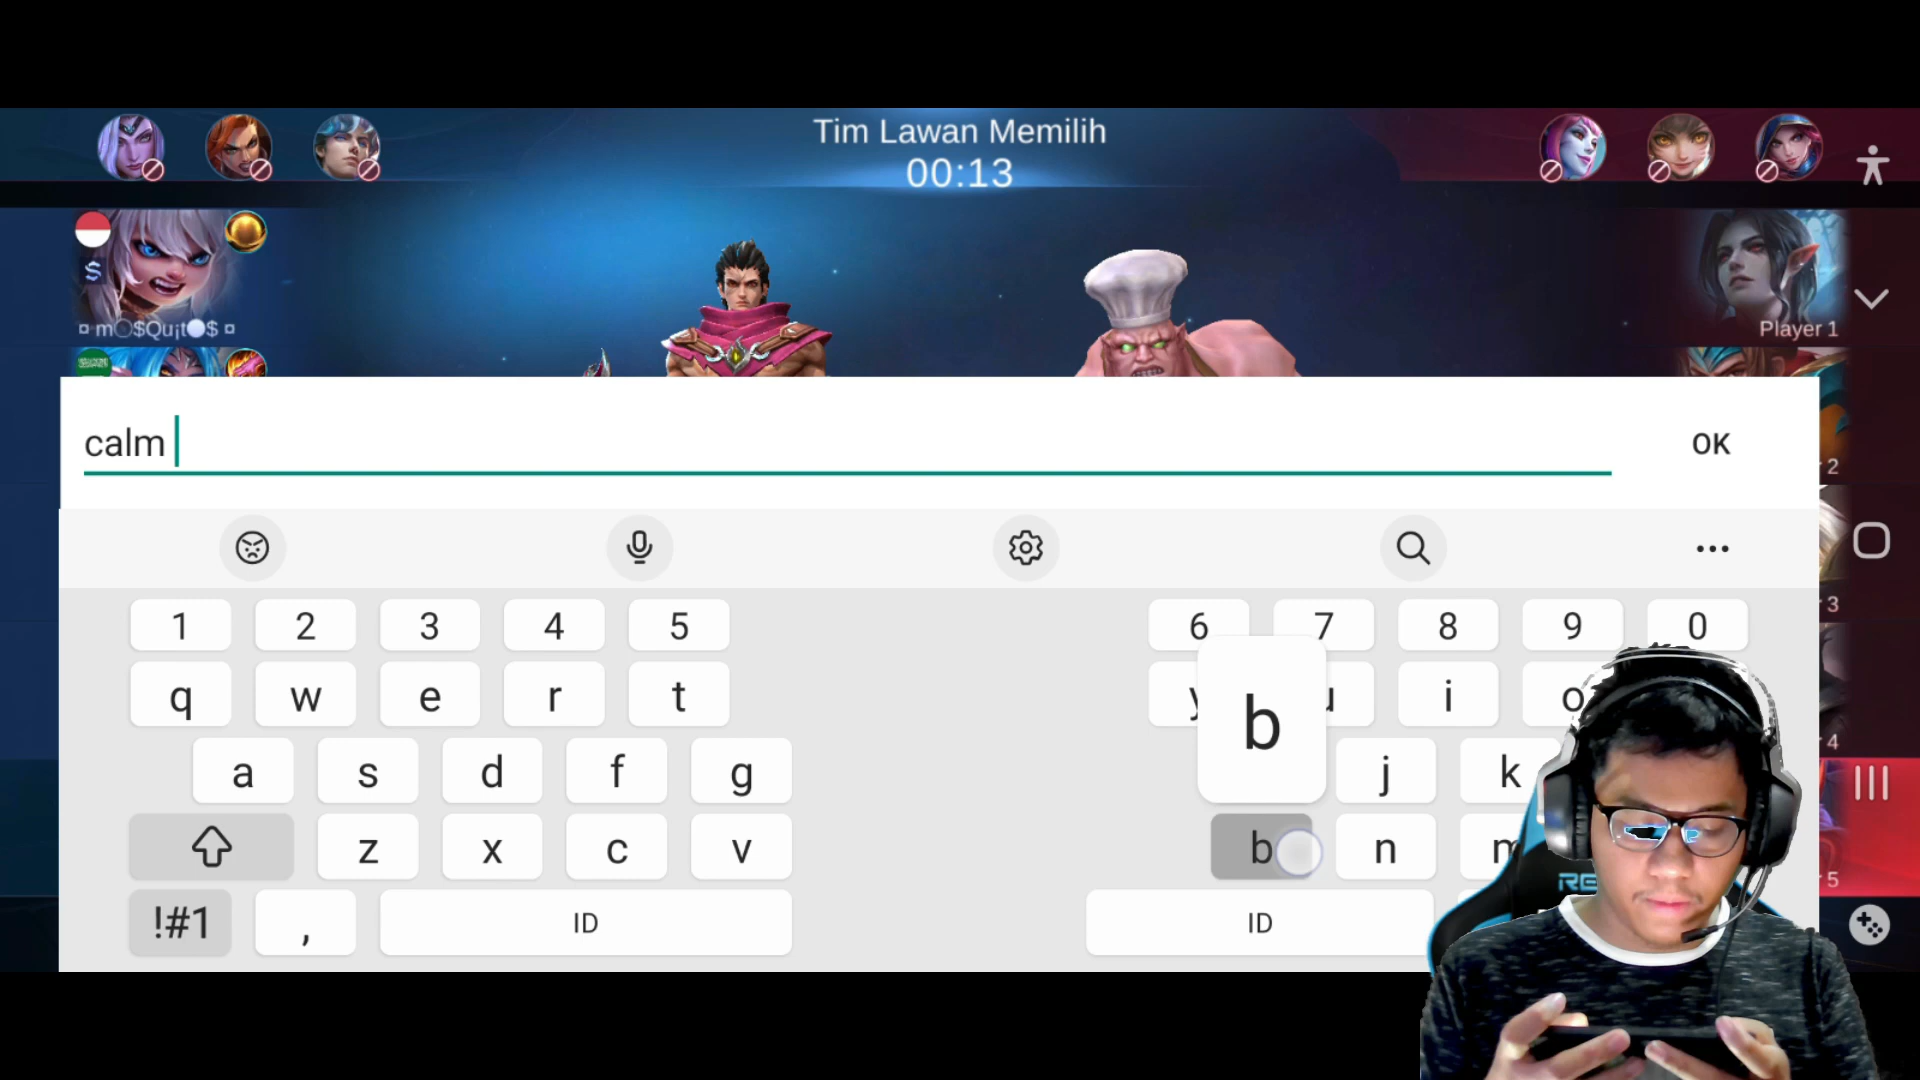 Tim Lawan Memilih
00:13
¤ m○$Qu¡t●$ ¤
Player 1
calm
OK
2
1 2 3 4 5 6 7 8 9 0
3
q w e r t y u i o
b
4
a s d f g j k
z x c v b n m
5
!#1 , ID ID